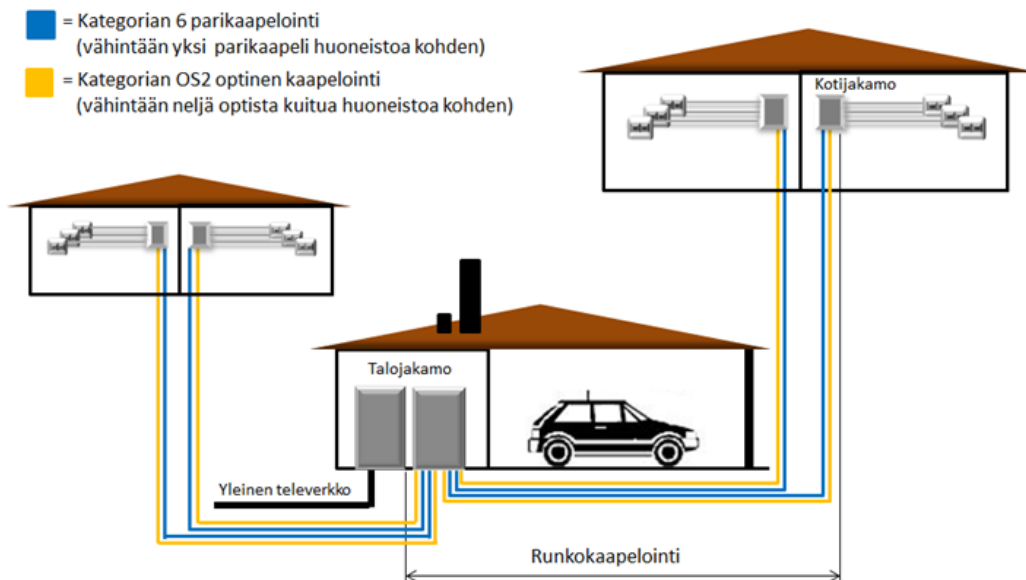 = Kategorian 6 parikaapelointi
(vähintään yksi parikaapeli huoneistoa kohden)
= Kategorian OS2 optinen kaapelointi
(vähintään neljä optista kuitua huoneistoa kohden)
Kotijakamo
Talojakamo
Yleinen televerkko
Runkokaapelointi